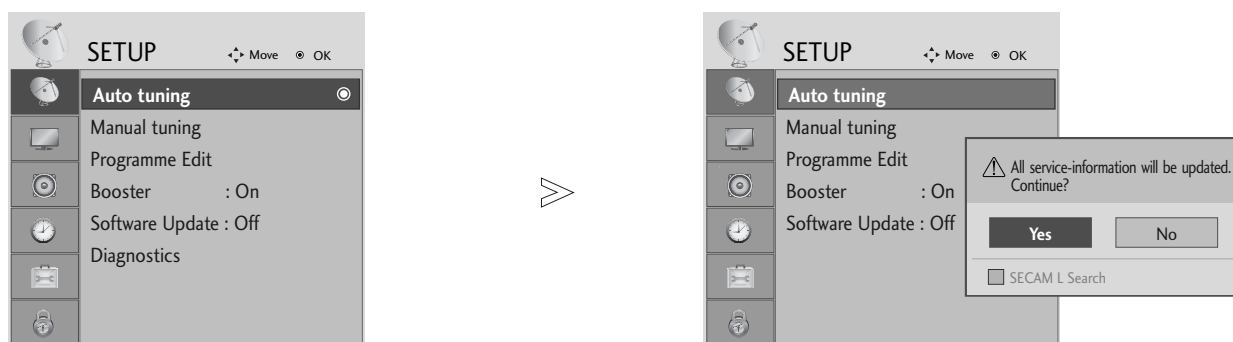 SETUP
Move OK
Auto tuning
Manual tuning
Programme Edit
Booster : On
Software Update : Off
Diagnostics
SETUP
Move OK
Auto tuning
Manual tuning
Programme Edit
Booster : On
Software Update : Off
All service-information will be updated.
Continue?
Yes No
SECAM L Search